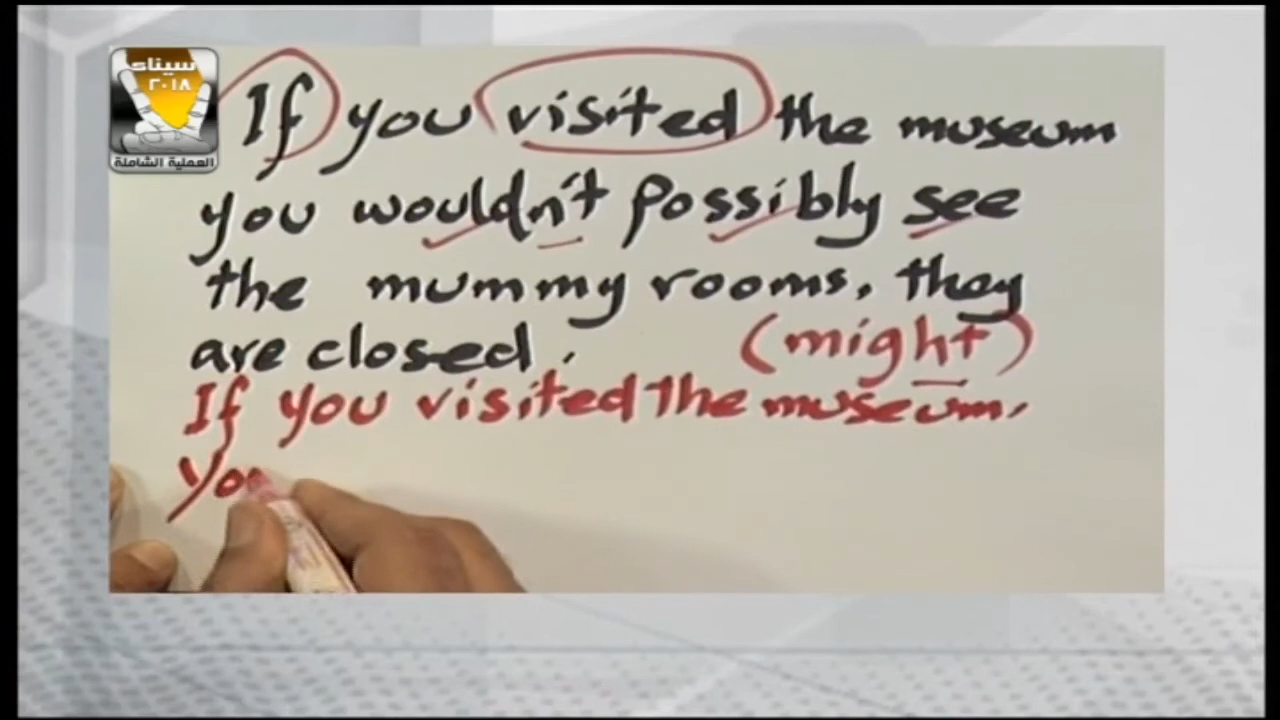 سيناء
٢٠١٨
العملية الشاملة
If you visited the museum
you wouldn't possibly see
the mummy rooms, they
are closed. (might)
If you visited the museum,
You